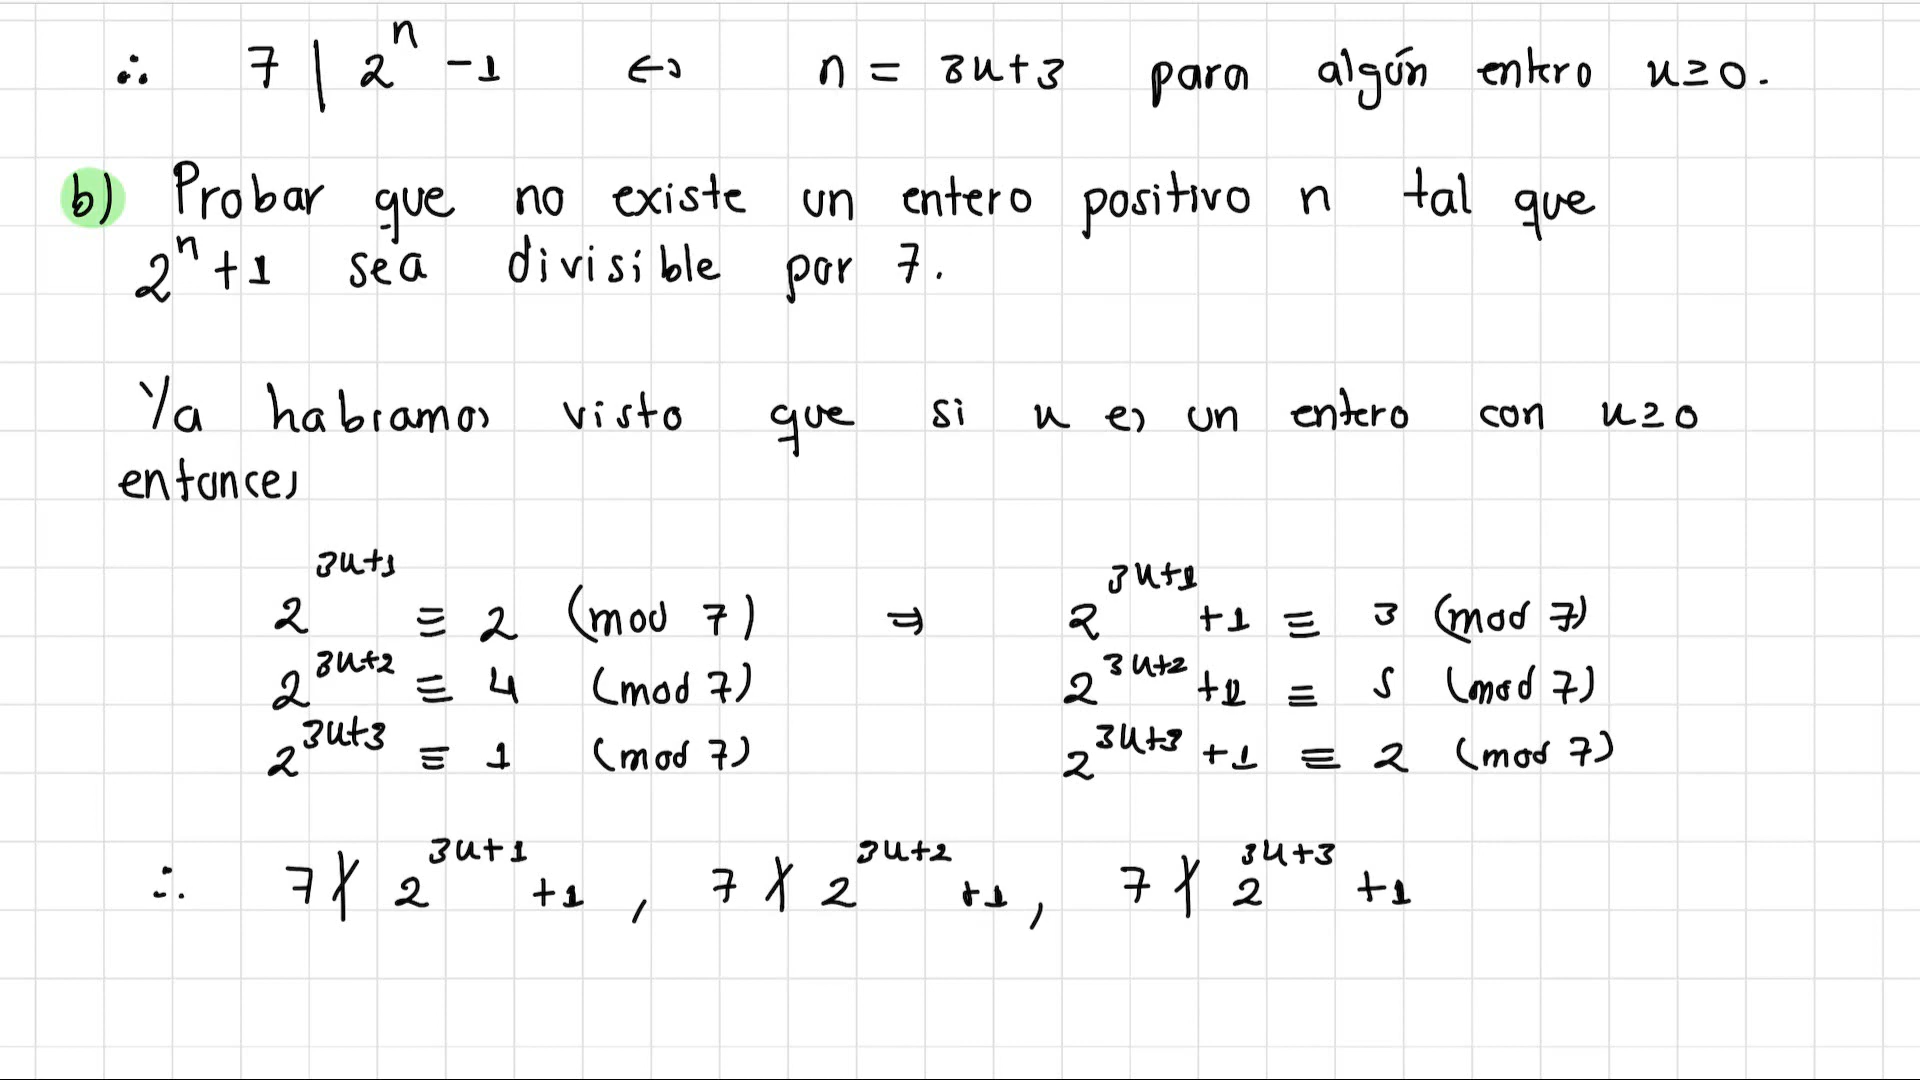 ∴ 7 | 2^n -1 ↔ n = 3u+3 para algún entero u≥0.
b) Probar que no existe un entero positivo n tal que
2^n +1 sea divisible por 7.
Ya habiamos visto que si u es un entero con u≥0
entonces
2^{3u+1} ≡ 2 (mod 7) ⇒ 2^{3u+1} +1 ≡ 3 (mod 7)
2^{3u+2} ≡ 4 (mod 7) 2^{3u+2} +1 ≡ 5 (mod 7)
2^{3u+3} ≡ 1 (mod 7) 2^{3u+3} +1 ≡ 2 (mod 7)
∴ 7 ∤ 2^{3u+1} +1 , 7 ∤ 2^{3u+2} +1 , 7 ∤ 2^{3u+3} +1